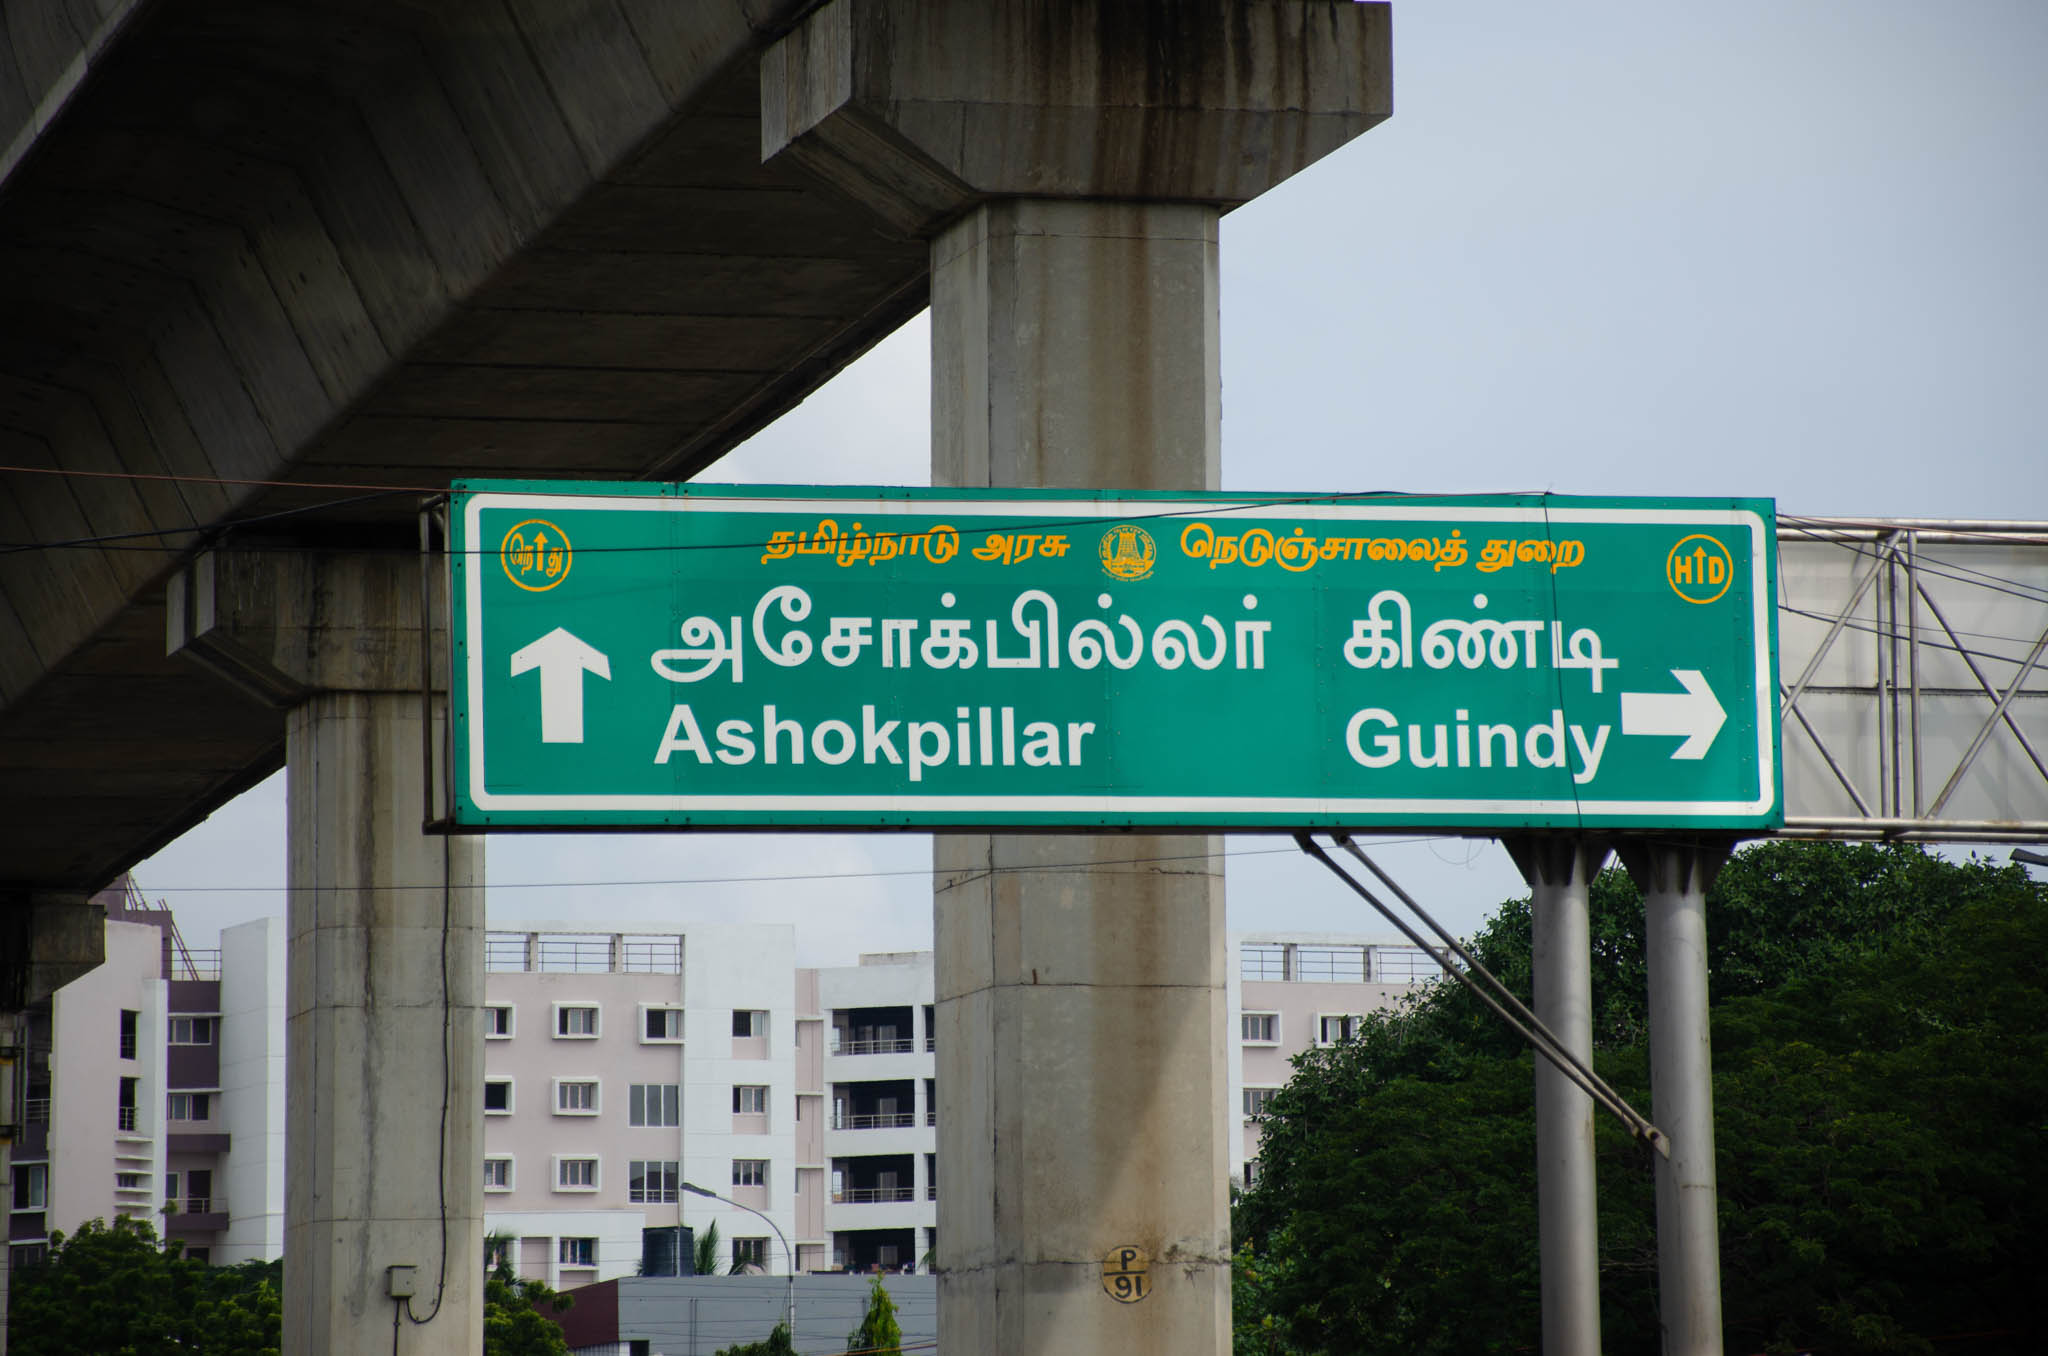 நெ து
தமிழ்நாடு அரசு நெடுஞ்சாலைத் துறை
HD
அசோக்பில்லர் கிண்டி
Ashokpillar Guindy
P
91